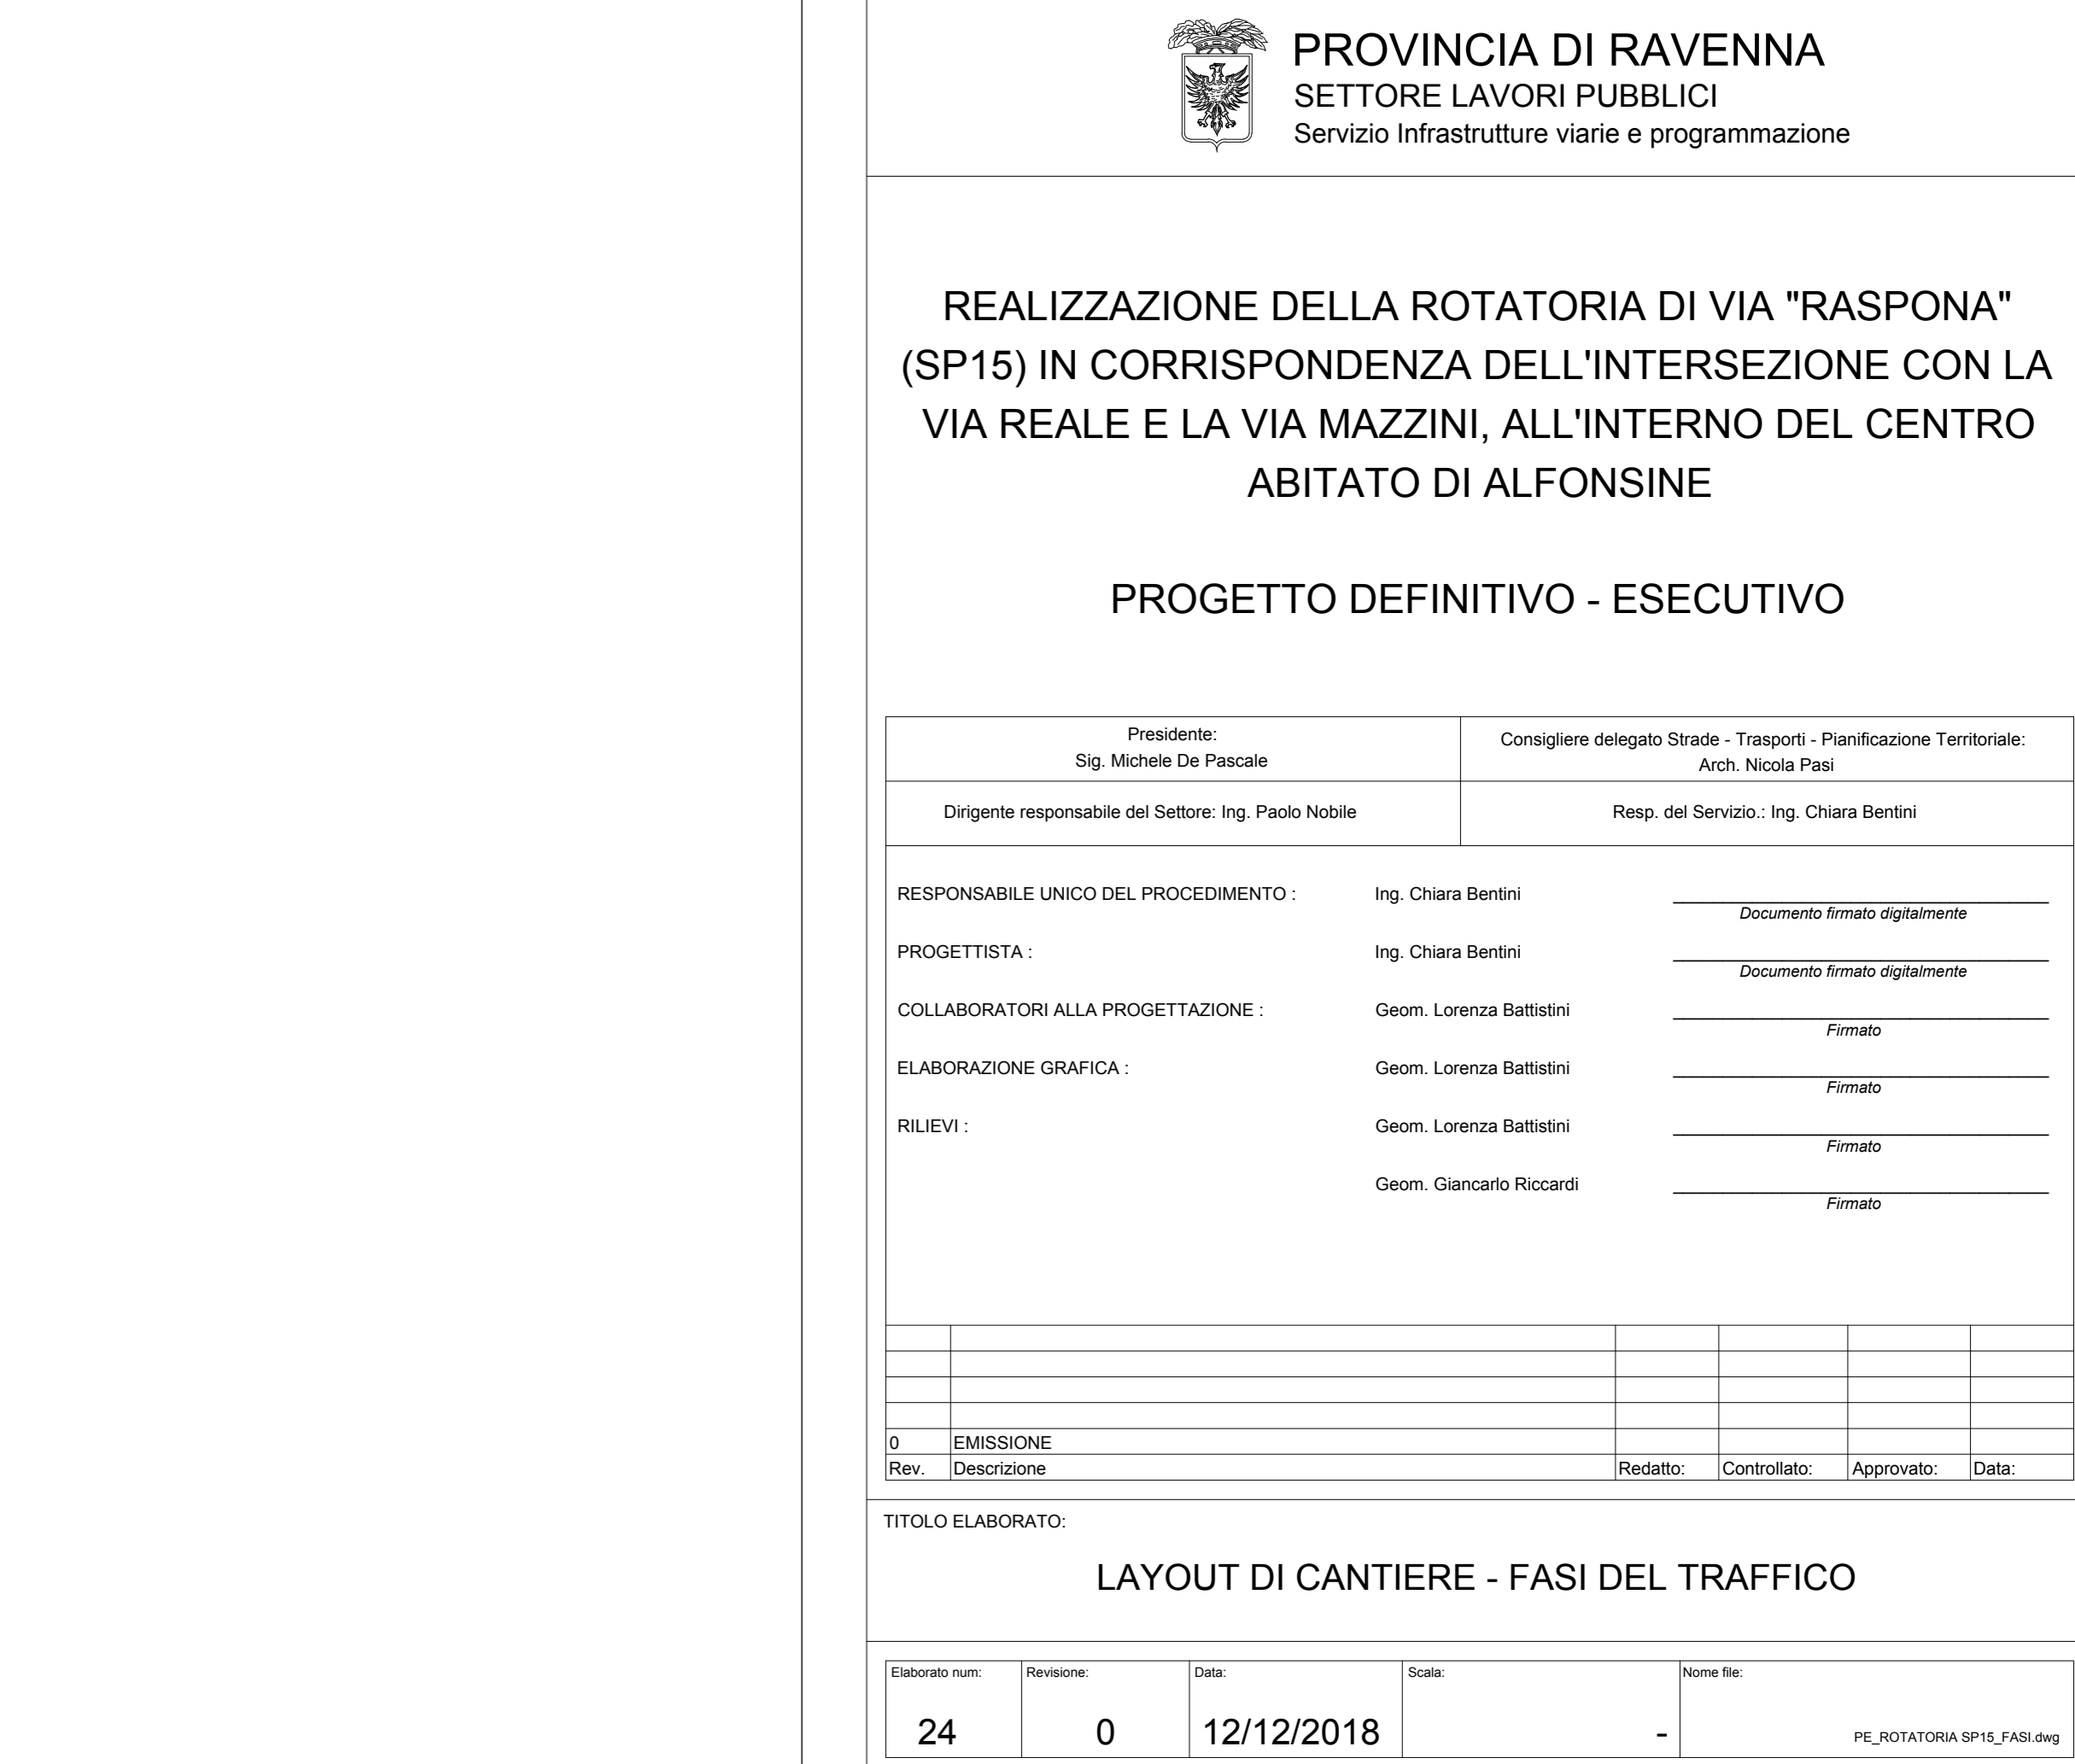 PROVINCIA DI RAVENNA
SETTORE LAVORI PUBBLICI
Servizio Infrastrutture viarie e programmazione
REALIZZAZIONE DELLA ROTATORIA DI VIA "RASPONA"
(SP15) IN CORRISPONDENZA DELL'INTERSEZIONE CON LA
VIA REALE E LA VIA MAZZINI, ALL'INTERNO DEL CENTRO
ABITATO DI ALFONSINE
PROGETTO DEFINITIVO - ESECUTIVO
Presidente:
Sig. Michele De Pascale
Consigliere delegato Strade - Trasporti - Pianificazione Territoriale:
Arch. Nicola Pasi
Dirigente responsabile del Settore: Ing. Paolo Nobile
Resp. del Servizio.: Ing. Chiara Bentini
RESPONSABILE UNICO DEL PROCEDIMENTO : Ing. Chiara Bentini
Documento firmato digitalmente
PROGETTISTA : Ing. Chiara Bentini
Documento firmato digitalmente
COLLABORATORI ALLA PROGETTAZIONE : Geom. Lorenza Battistini
Firmato
ELABORAZIONE GRAFICA : Geom. Lorenza Battistini
Firmato
RILIEVI : Geom. Lorenza Battistini
Firmato
Geom. Giancarlo Riccardi
Firmato
0 EMISSIONE
Rev. Descrizione Redatto: Controllato: Approvato: Data:
TITOLO ELABORATO:
LAYOUT DI CANTIERE - FASI DEL TRAFFICO
Elaborato num: Revisione: Data: Scala: Nome file:
24 0 12/12/2018 - PE_ROTATORIA SP15_FASI.dwg